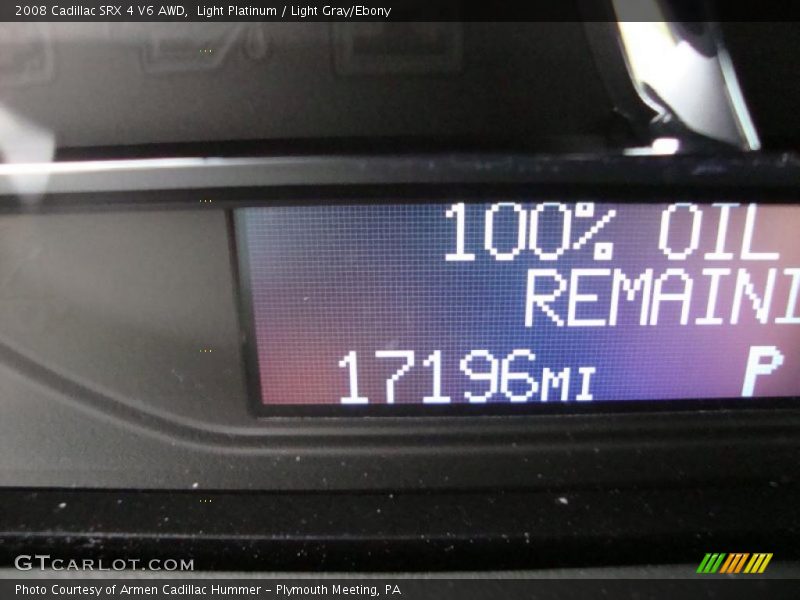 2008 Cadillac SRX 4 V6 AWD,  Light Platinum / Light Gray/Ebony
100% OIL
REMAINI
17196MI P
GTCARLOT.COM
Photo Courtesy of Armen Cadillac Hummer - Plymouth Meeting, PA